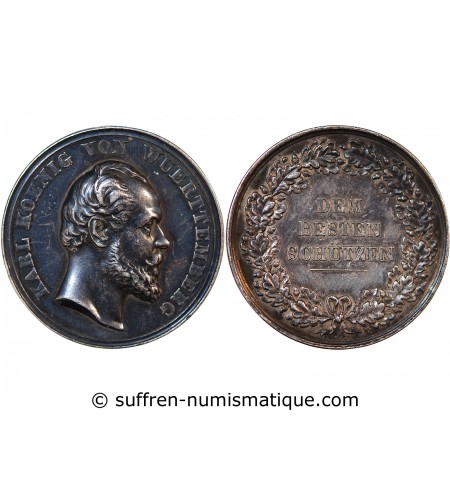 KARL KOENIG VON WUERTTEMBERG
DEM
BESTEN
SCHÜTZEN
© suffren-numismatique.com